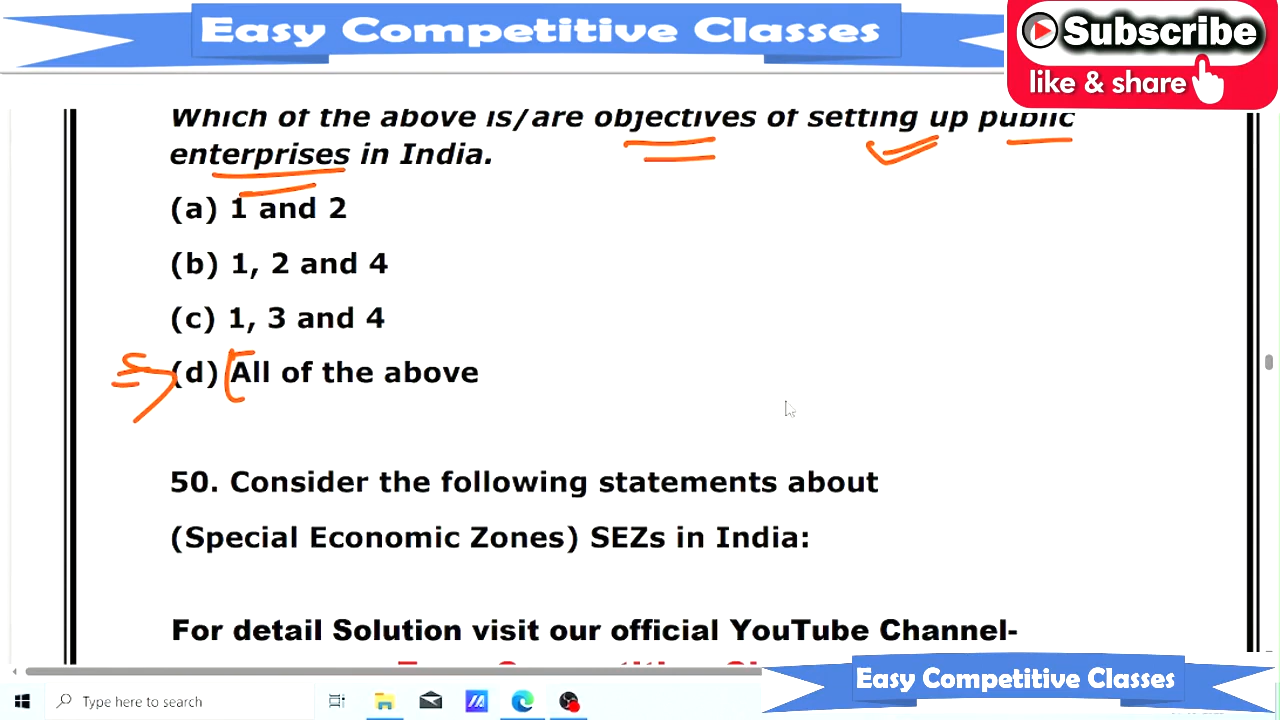 Easy Competitive Classes
Subscribe
like & share
Which of the above is/are objectives of setting up public
enterprises in India.
(a) 1 and 2
(b) 1, 2 and 4
(c) 1, 3 and 4
(d) All of the above
50. Consider the following statements about
(Special Economic Zones) SEZs in India:
For detail Solution visit our official YouTube Channel-
Easy Competitive Classes
Type here to search